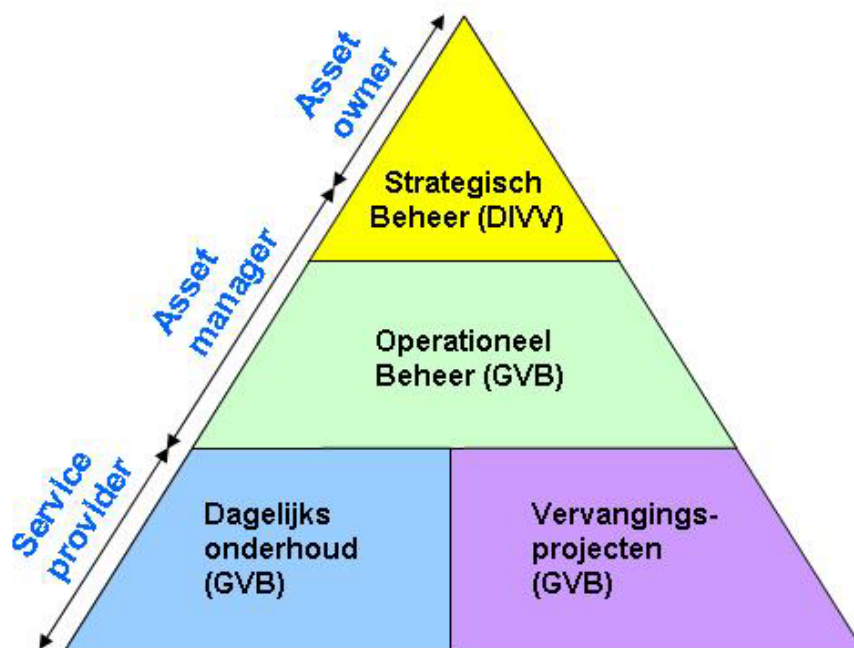 Asset
owner
Strategisch
Beheer (DIVV)
Asset
manager
Operationeel
Beheer (GVB)
Service
provider
Dagelijks
onderhoud
(GVB)
Vervangings-
projecten
(GVB)